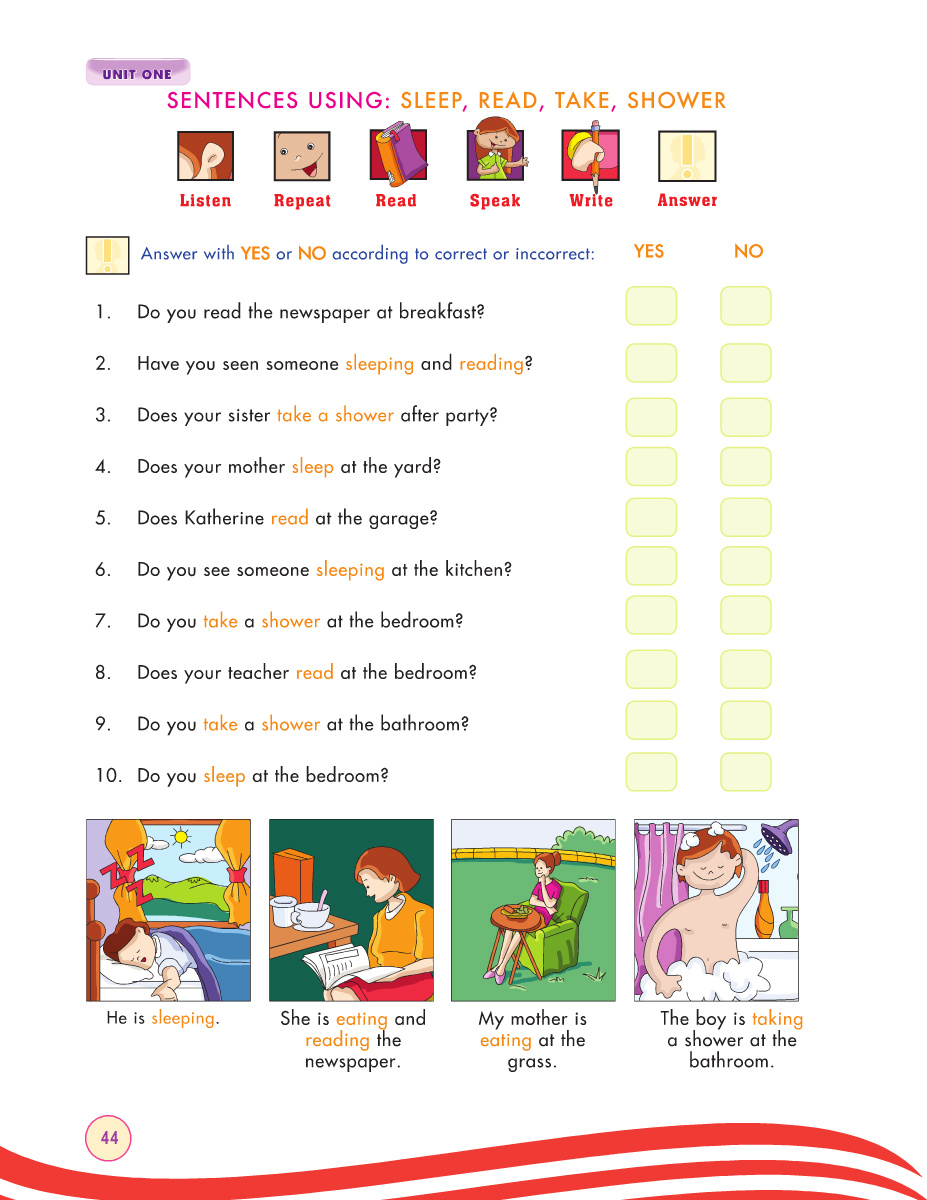 UNIT ONE
SENTENCES USING: SLEEP, READ, TAKE, SHOWER
Listen Repeat Read Speak Write Answer
Answer with YES or NO according to correct or inccorrect: YES NO
1. Do you read the newspaper at breakfast?
2. Have you seen someone sleeping and reading?
3. Does your sister take a shower after party?
4. Does your mother sleep at the yard?
5. Does Katherine read at the garage?
6. Do you see someone sleeping at the kitchen?
7. Do you take a shower at the bedroom?
8. Does your teacher read at the bedroom?
9. Do you take a shower at the bathroom?
10. Do you sleep at the bedroom?
Z Z Z
He is sleeping.
She is eating and
reading the
newspaper.
My mother is
eating at the
grass.
The boy is taking
a shower at the
bathroom.
44